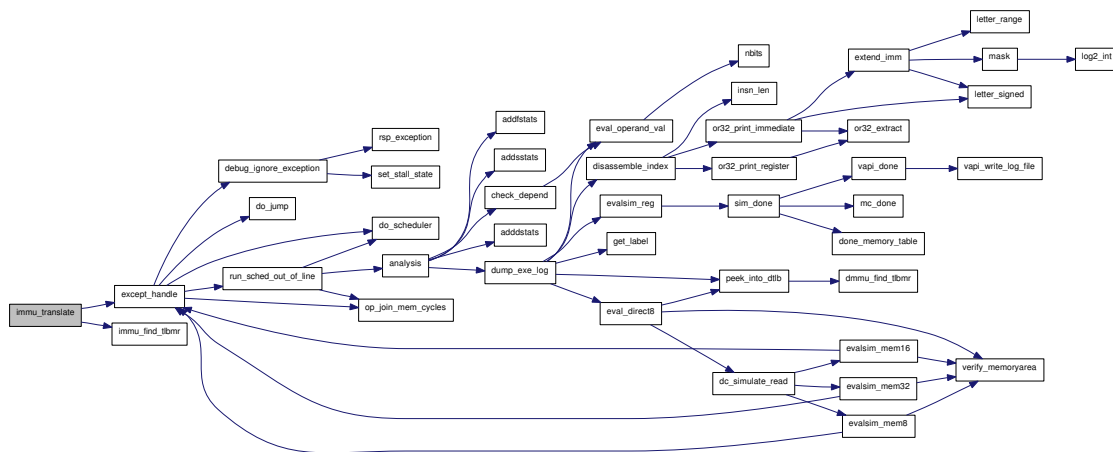 immu_translate
except_handle
immu_find_tlbmr
debug_ignore_exception
do_jump
run_sched_out_of_line
rsp_exception
set_stall_state
do_scheduler
analysis
op_join_mem_cycles
addfstats
addsstats
check_depend
adddstats
dump_exe_log
eval_operand_val
disassemble_index
evalsim_reg
get_label
eval_direct8
nbits
insn_len
or32_print_immediate
or32_print_register
sim_done
peek_into_dtlb
dc_simulate_read
extend_imm
or32_extract
vapi_done
mc_done
done_memory_table
dmmu_find_tlbmr
evalsim_mem16
evalsim_mem32
evalsim_mem8
letter_range
mask
letter_signed
vapi_write_log_file
verify_memoryarea
log2_int